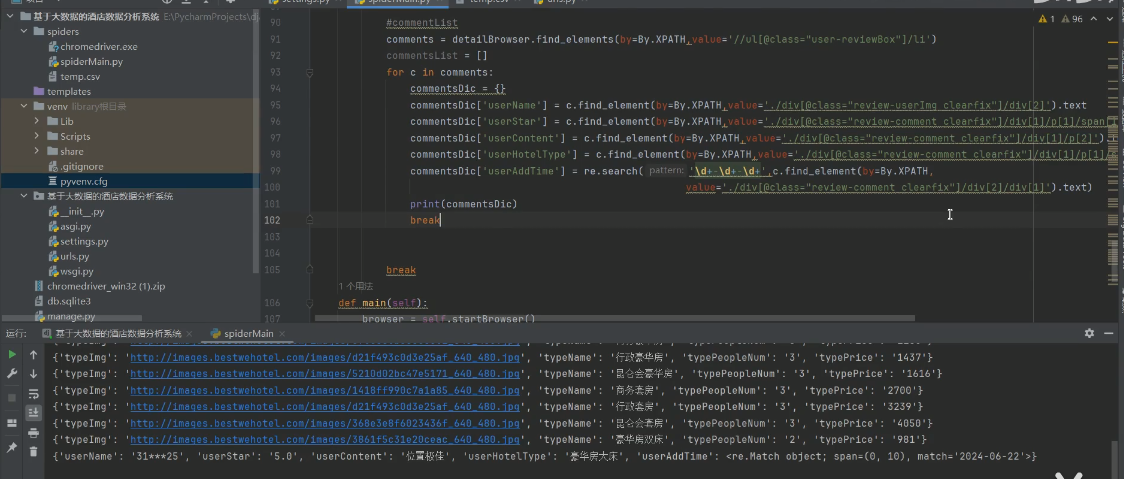 基于大数据的酒店数据分析系统 E:\PycharmProjects\dj
spiders
chromedriver.exe
spiderMain.py
temp.csv
templates
venv library根目录
Lib
Scripts
share
.gitignore
pyvenv.cfg
基于大数据的酒店数据分析系统
__init__.py
asgi.py
settings.py
urls.py
wsgi.py
chromedriver_win32 (1).zip
db.sqlite3
manage.py
1 96
90 #commentList
91 comments = detailBrowser.find_elements(by=By.XPATH,value='//ul[@class="user-reviewBox"]/li')
92 commentsList = []
93 for c in comments:
94 commentsDic = {}
95 commentsDic['userName'] = c.find_element(by=By.XPATH,value='./div[@class="review-userImg clearfix"]/div[2]').text
96 commentsDic['userStar'] = c.find_element(by=By.XPATH,value='./div[@class="review-comment clearfix"]/div[1]/p[1]/span[
97 commentsDic['userContent'] = c.find_element(by=By.XPATH,value='./div[@class="review-comment clearfix"]/div[1]/p[2]').t
98 commentsDic['userHotelType'] = c.find_element(by=By.XPATH,value='./div[@class="review-comment clearfix"]/div[1]/p[1]/s
99 commentsDic['userAddTime'] = re.search( pattern: '\d+-\d+-\d+',c.find_element(by=By.XPATH,
100 value='./div[@class="review-comment clearfix"]/div[2]/div[1]').text)
101 print(commentsDic)
102 break
103
104
105 break
1 个用法
106 def main(self):
107 browser = self.startBrowser()
运行: 基于大数据的酒店数据分析系统 × spiderMain ×
{'typeImg': 'http://images.bestwehotel.com/images/d21f493c0d3e25af_640_480.jpg', 'typeName': '行政豪华房', 'typePeopleNum': '3', 'typePrice': '1437'}
{'typeImg': 'http://images.bestwehotel.com/images/5210d02bc47e5171_640_480.jpg', 'typeName': '昆仑会豪华房', 'typePeopleNum': '3', 'typePrice': '1616'}
{'typeImg': 'http://images.bestwehotel.com/images/1418ff990c7a1a85_640_480.jpg', 'typeName': '商务套房', 'typePeopleNum': '3', 'typePrice': '2700'}
{'typeImg': 'http://images.bestwehotel.com/images/d21f493c0d3e25af_640_480.jpg', 'typeName': '行政套房', 'typePeopleNum': '3', 'typePrice': '3239'}
{'typeImg': 'http://images.bestwehotel.com/images/368e3e8f6023436f_640_480.jpg', 'typeName': '昆仑会套房', 'typePeopleNum': '3', 'typePrice': '4050'}
{'typeImg': 'http://images.bestwehotel.com/images/3861f5c31e20ceac_640_480.jpg', 'typeName': '豪华房双床', 'typePeopleNum': '2', 'typePrice': '981'}
{'userName': '31***25', 'userStar': '5.0', 'userContent': '位置极佳', 'userHotelType': '豪华房大床', 'userAddTime': <re.Match object; span=(0, 10), match='2024-06-22'>}